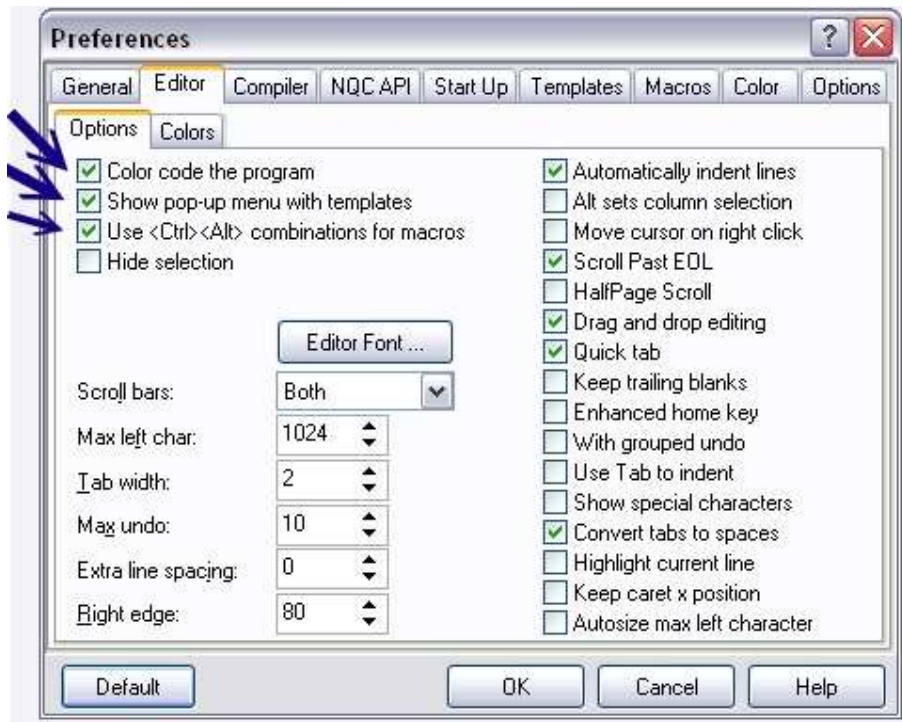 Preferences
General Editor Compiler NQC API Start Up Templates Macros Color Options
Options Colors
Color code the program
Show pop-up menu with templates
Use <Ctrl><Alt> combinations for macros
Hide selection
Editor Font ...
Scroll bars: Both
Max left char: 1024
Tab width: 2
Max undo: 10
Extra line spacing: 0
Right edge: 80
Automatically indent lines
Alt sets column selection
Move cursor on right click
Scroll Past EOL
HalfPage Scroll
Drag and drop editing
Quick tab
Keep trailing blanks
Enhanced home key
With grouped undo
Use Tab to indent
Show special characters
Convert tabs to spaces
Highlight current line
Keep caret x position
Autosize max left character
Default OK Cancel Help